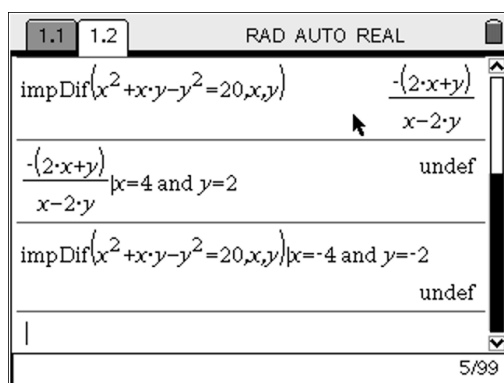 1.1 1.2 RAD AUTO REAL
impDif(x²+x·y−y²=20,x,y) -(2·x+y)/(x−2·y)
-(2·x+y)/(x−2·y)|x=4 and y=2 undef
impDif(x²+x·y−y²=20,x,y)|x=-4 and y=-2
undef
5/99